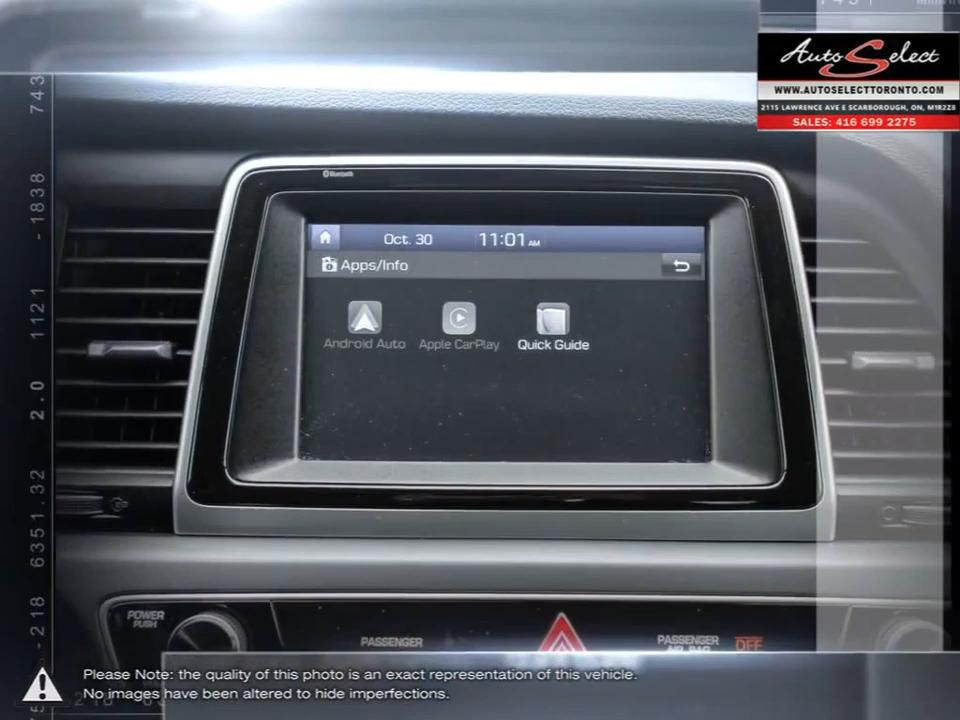 Auto Select
WWW.AUTOSELECTTORONTO.COM
2115 LAWRENCE AVE E SCARBOROUGH, ON, M1R2Z8
SALES: 416 699 2275
743
-1838
1121
2.0
6351.32
-218
Bluetooth
Oct. 30 11:01 AM
Apps/Info
Android Auto Apple CarPlay Quick Guide
POWER
PUSH
PASSENGER
PASSENGER
AIR BAG OFF
Please Note: the quality of this photo is an exact representation of this vehicle.
No images have been altered to hide imperfections.